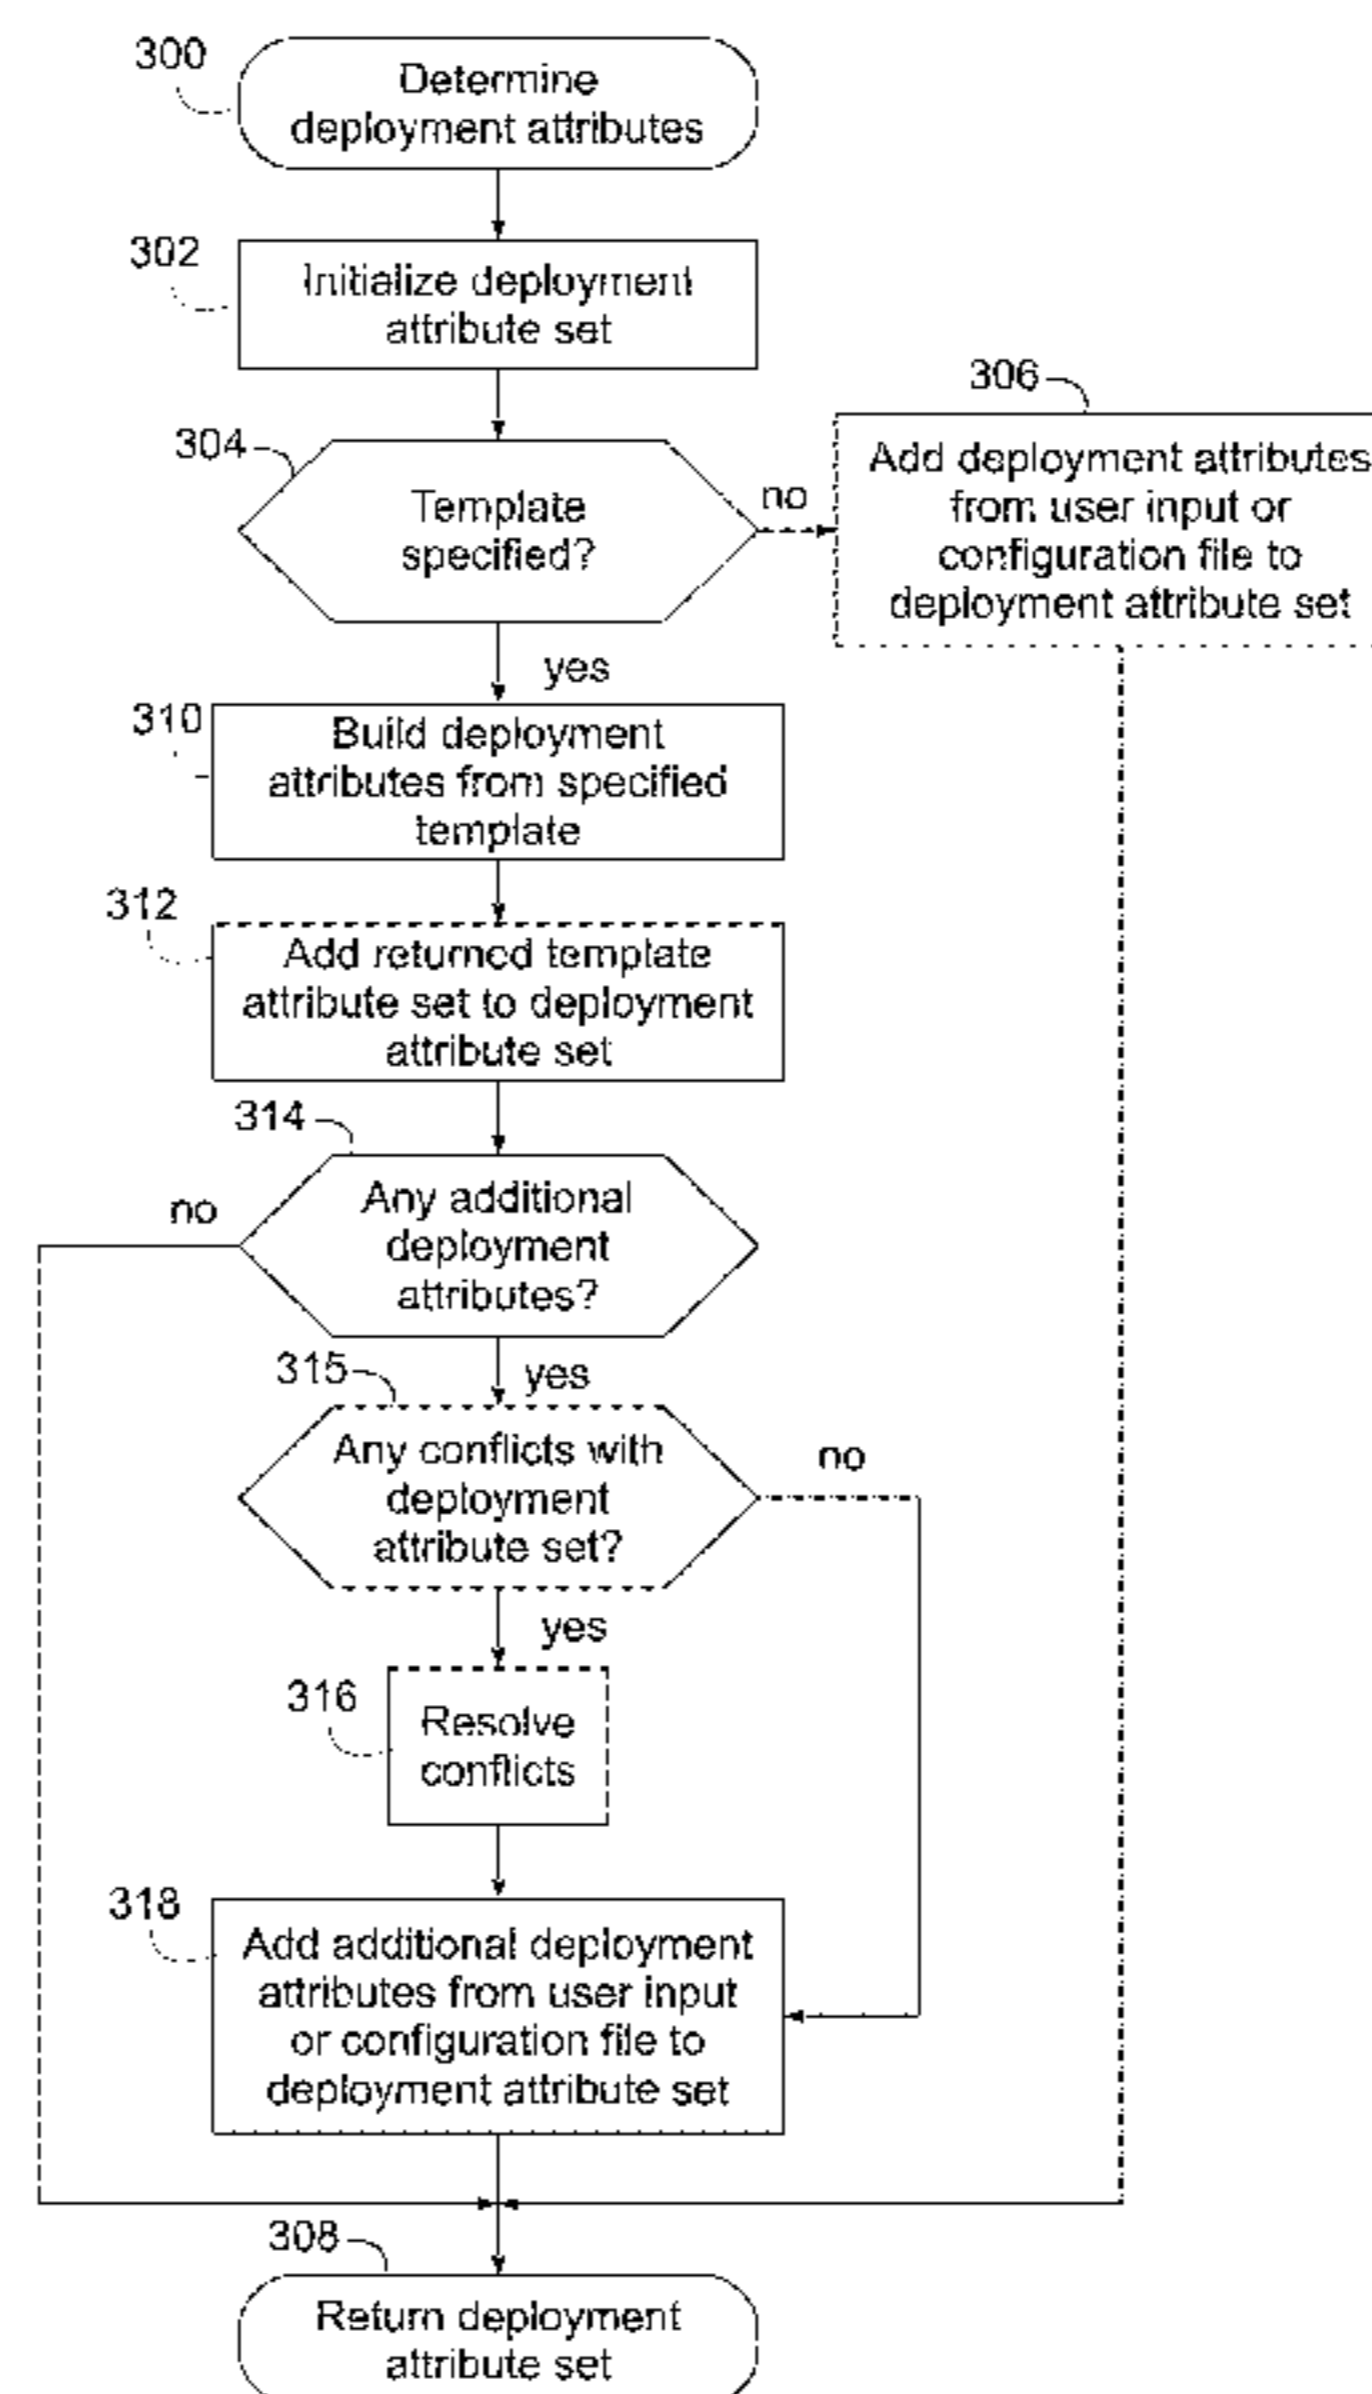 300
Determine
deployment attributes
302
Initialize deployment
attribute set
304
Template
specified?
no
306
Add deployment attributes
from user input or
configuration file to
deployment attribute set
yes
310
Build deployment
attributes from specified
template
312
Add returned template
attribute set to deployment
attribute set
314
no
Any additional
deployment
attributes?
yes
315
Any conflicts with
deployment
attribute set?
no
yes
316
Resolve
conflicts
318
Add additional deployment
attributes from user input
or configuration file to
deployment attribute set
308
Return deployment
attribute set